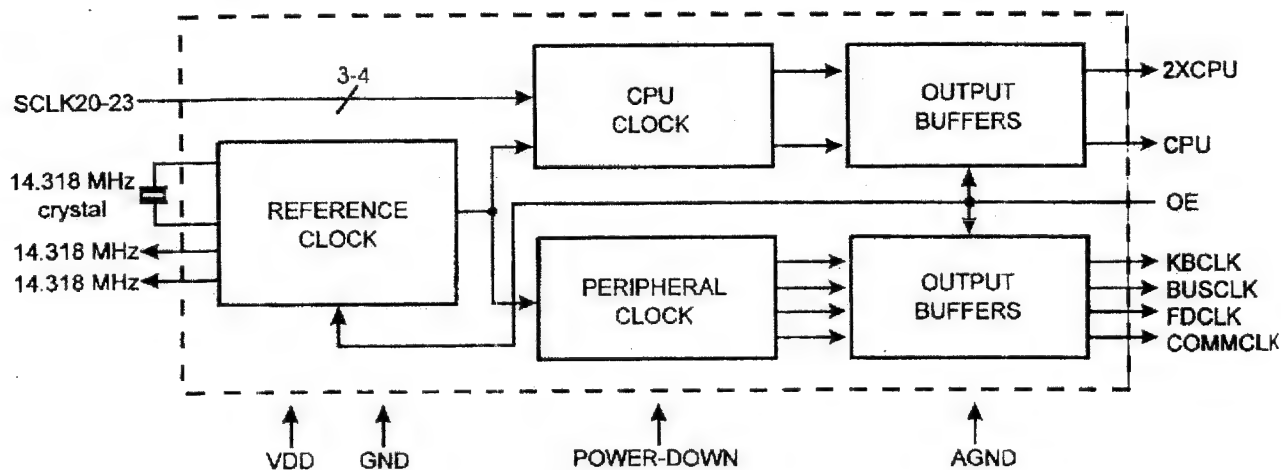 3-4
SCLK20-23
CPU
CLOCK
OUTPUT
BUFFERS
2XCPU
CPU
14.318 MHz
crystal
REFERENCE
CLOCK
OE
14.318 MHz
14.318 MHz
PERIPHERAL
CLOCK
OUTPUT
BUFFERS
KBCLK
BUSCLK
FDCLK
COMMCLK
VDD
GND
POWER-DOWN
AGND